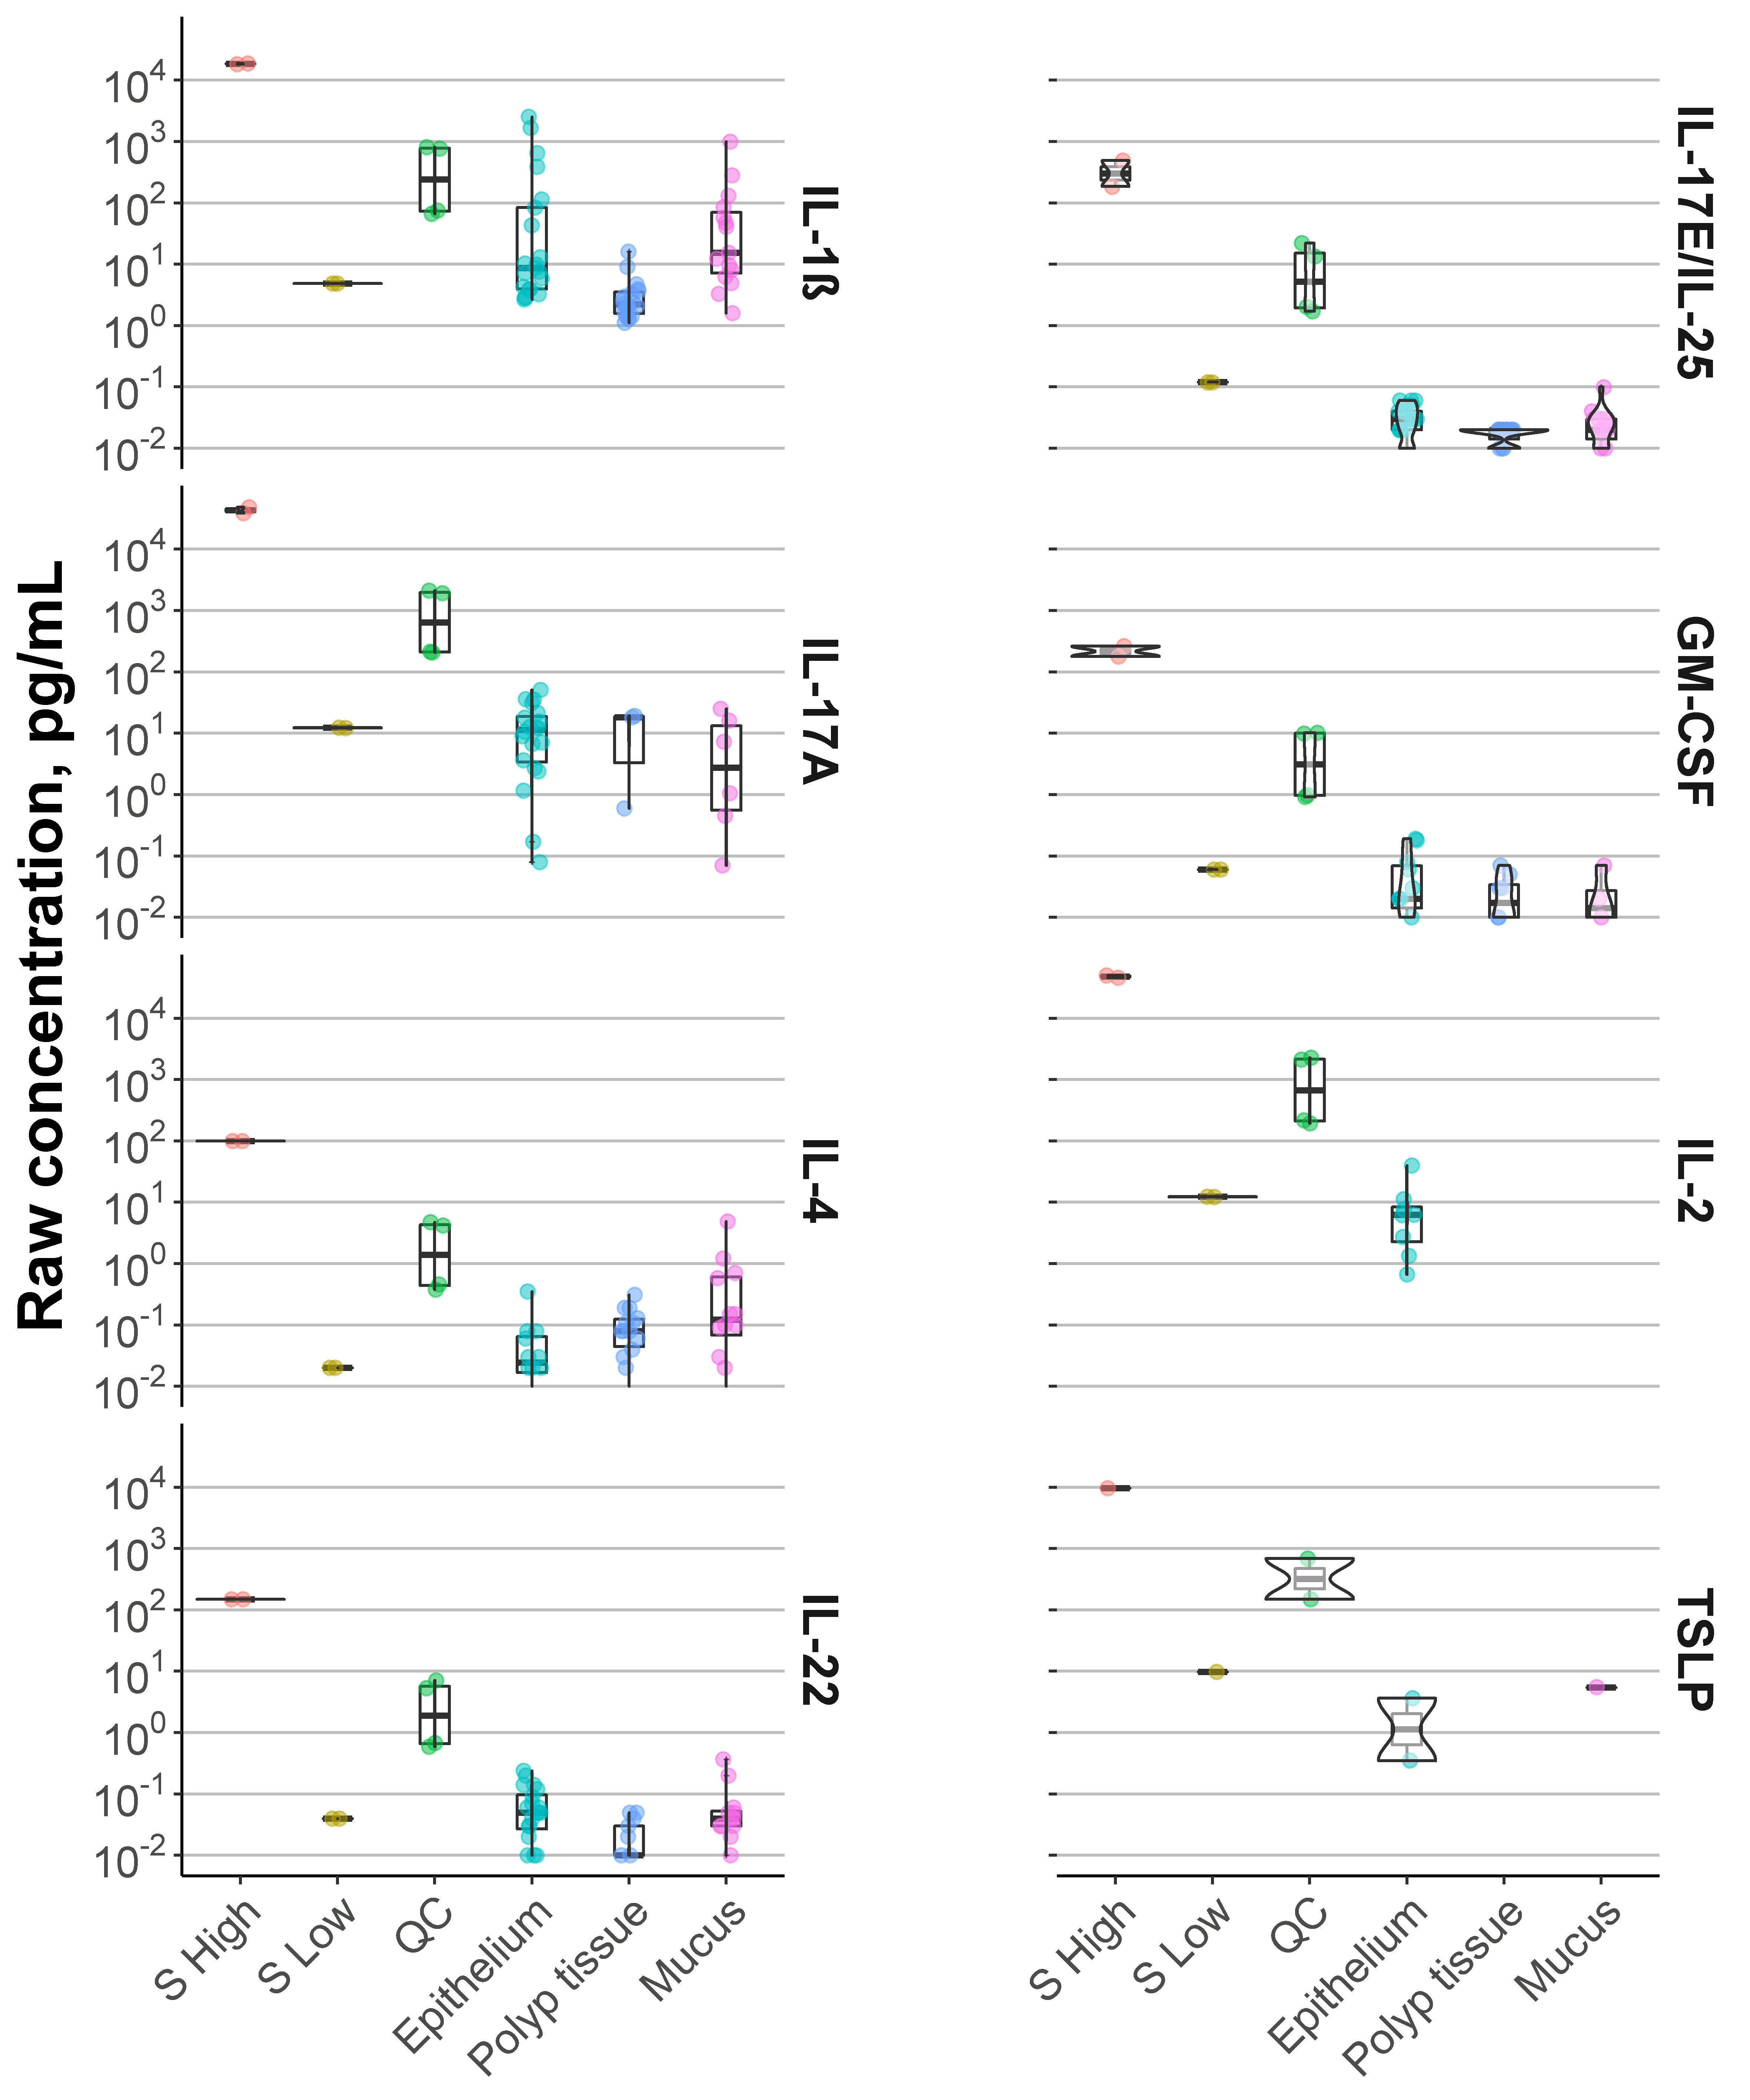 Raw concentration, pg/mL
10^4
10^3
10^2
10^1
10^0
10^-1
10^-2
IL-1ß
IL-17E/IL-25
10^4
10^3
10^2
10^1
10^0
10^-1
10^-2
IL-17A
GM-CSF
10^4
10^3
10^2
10^1
10^0
10^-1
10^-2
IL-4
IL-2
10^4
10^3
10^2
10^1
10^0
10^-1
10^-2
IL-22
TSLP
S High
S Low
QC
Epithelium
Polyp tissue
Mucus
S High
S Low
QC
Epithelium
Polyp tissue
Mucus